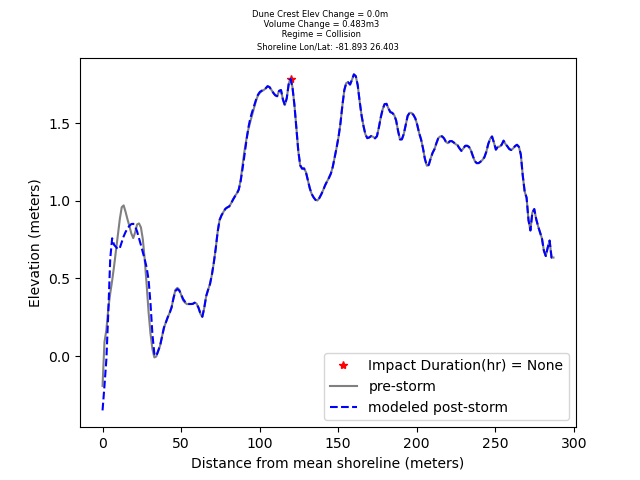 Dune Crest Elev Change = 0.0m
Volume Change = 0.483m3
Regime = Collision
Shoreline Lon/Lat: -81.893 26.403
Elevation (meters)
1.5
1.0
0.5
0.0
Impact Duration(hr) = None
pre-storm
modeled post-storm
0 50 100 150 200 250 300
Distance from mean shoreline (meters)